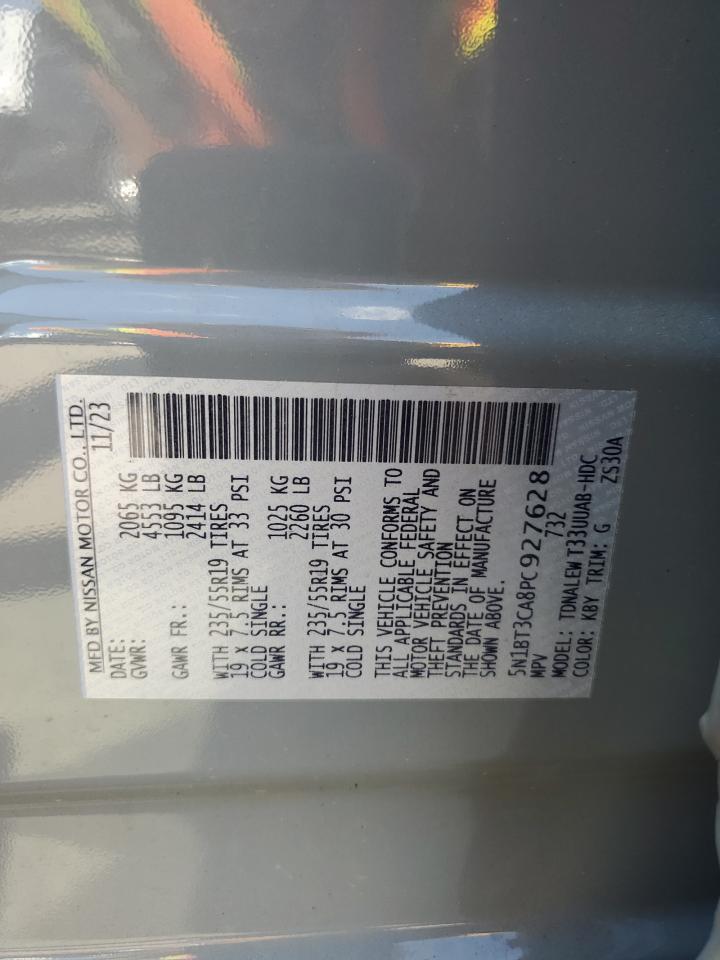 MFD BY NISSAN MOTOR CO., LTD.
DATE: 11/23
GVWR: 2065 KG
4553 LB
GAWR FR.: 1095 KG
2414 LB
WITH 235/55R19 TIRES
19 X 7.5 RIMS AT 33 PSI
COLD SINGLE
GAWR RR.: 1025 KG
2260 LB
WITH 235/55R19 TIRES
19 X 7.5 RIMS AT 30 PSI
COLD SINGLE
THIS VEHICLE CONFORMS TO
ALL APPLICABLE FEDERAL
MOTOR VEHICLE SAFETY AND
THEFT PREVENTION
STANDARDS IN EFFECT ON
THE DATE OF MANUFACTURE
SHOWN ABOVE.
5N1BT3CA8PC927628
MPV 732
MODEL: TDNALEW T33UUAB-HDC
COLOR: KBY TRIM: G ZS30A